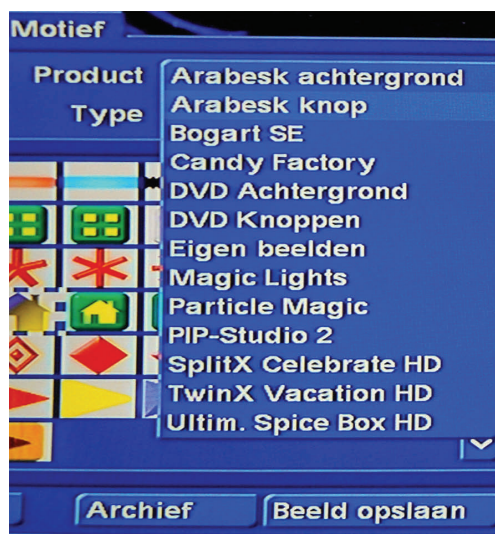 Motief
Product
Type
Arabesk achtergrond
Arabesk knop
Bogart SE
Candy Factory
DVD Achtergrond
DVD Knoppen
Eigen beelden
Magic Lights
Particle Magic
PIP-Studio 2
SplitX Celebrate HD
TwinX Vacation HD
Ultim. Spice Box HD
Archief
Beeld opslaan